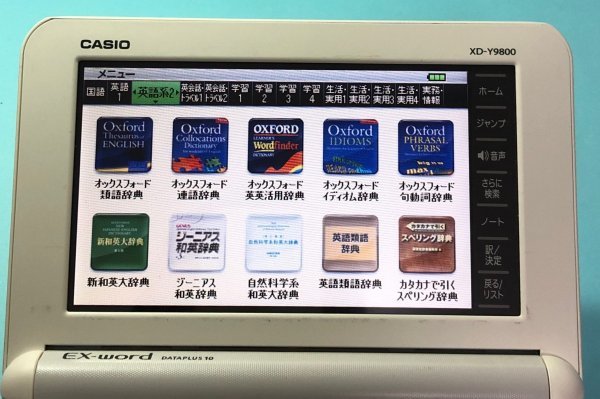 CASIO
XD-Y9800
メニュー
国語 英語1 英語系2 英会話・トラベル1 英会話・トラベル2 学習1 学習2 学習3 学習4 生活・実用1 生活・実用2 生活・実用3 生活・実用4 実務・情報
ホーム
ジャンプ
音声
さらに
検索
ノート
訳/
決定
戻る/
リスト
Oxford
Thesaurus
ENGLISH
Oxford
Collocations
Dictionary
OXFORD
LEARNER'S
Wordfinder
DICTIONARY
Oxford
IDIOMS
Oxford
PHRASAL
VERBS
オックスフォード
類語辞典
オックスフォード
連語辞典
オックスフォード
英英活用辞典
オックスフォード
イディオム辞典
オックスフォード
句動詞辞典
新和英大辞典
GENIUS
ジーニアス
和英辞典
自然科学系和英大辞典
英語類語
辞典
カタカナで引く
スペリング辞典
新和英大辞典
ジーニアス
和英辞典
自然科学系
和英大辞典
英語類語辞典
カタカナで引く
スペリング辞典
EX-word DATAPLUS 10